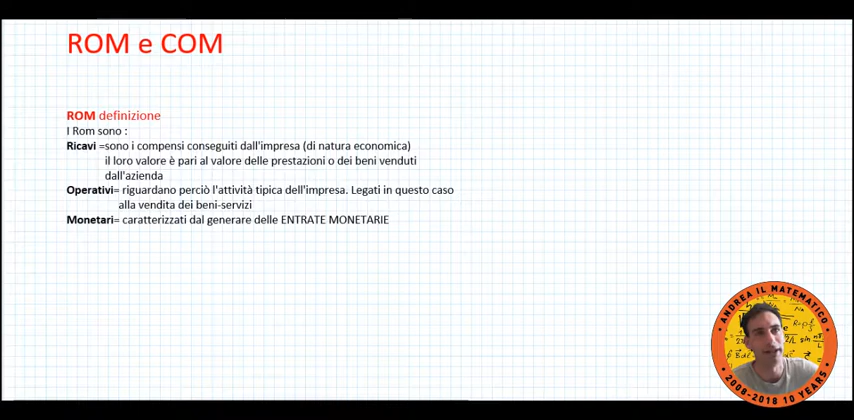 ROM e COM
ROM definizione
I Rom sono :
Ricavi =sono i compensi conseguiti dall'impresa (di natura economica)
il loro valore è pari al valore delle prestazioni o dei beni venduti
dall'azienda
Operativi= riguardano perciò l'attività tipica dell'impresa. Legati in questo caso
alla vendita dei beni-servizi
Monetari= caratterizzati dal generare delle ENTRATE MONETARIE
ANDREA IL MATEMATICO
2008-2018 10 YEARS